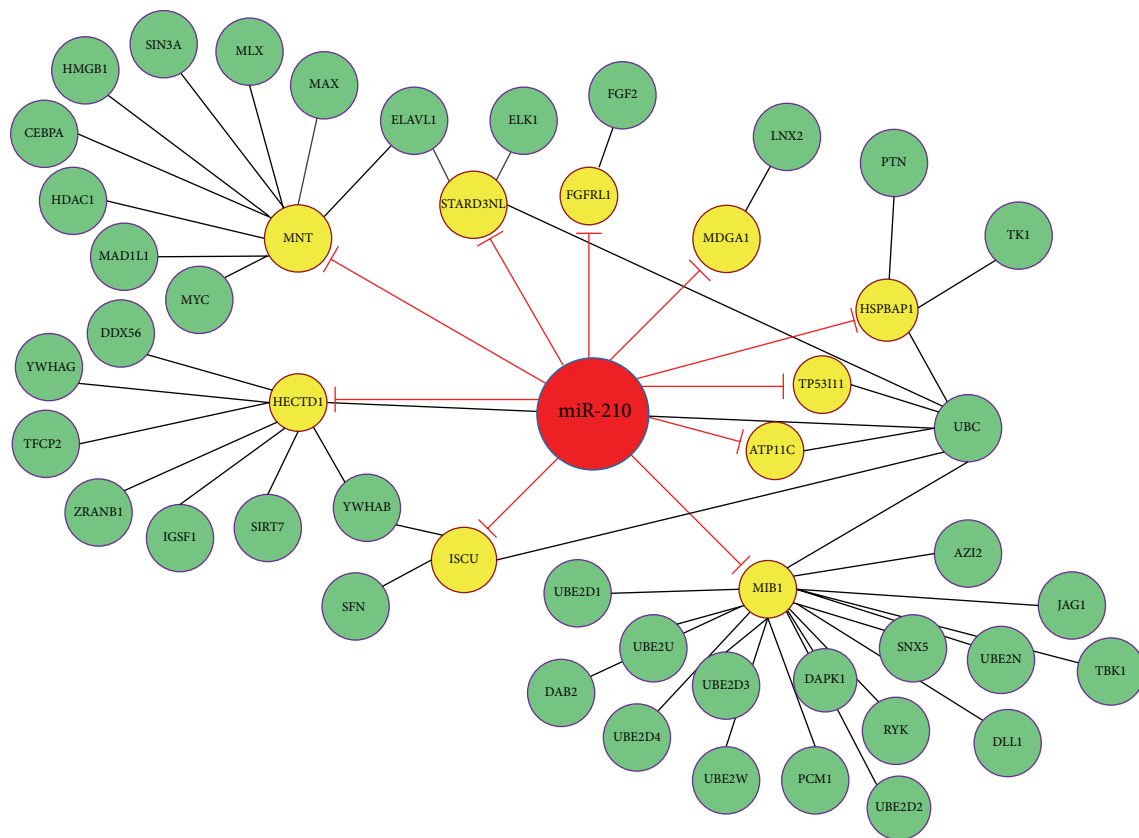 SIN3A
MLX
HMGB1
MAX
FGF2
ELAVL1
ELK1
CEBPA
LNX2
PTN
HDAC1
STARD3NL
FGFRL1
MNT
MDGA1
TK1
MAD1L1
MYC
HSPBAP1
DDX56
YWHAG
HECTD1
miR-210
TP53I11
UBC
TFCP2
ATP11C
ZRANB1
IGSF1
SIRT7
YWHAB
ISCU
AZI2
SFN
UBE2D1
MIB1
JAG1
UBE2U
SNX5
UBE2N
TBK1
DAB2
UBE2D3
DAPK1
UBE2D4
RYK
DLL1
UBE2W
PCM1
UBE2D2